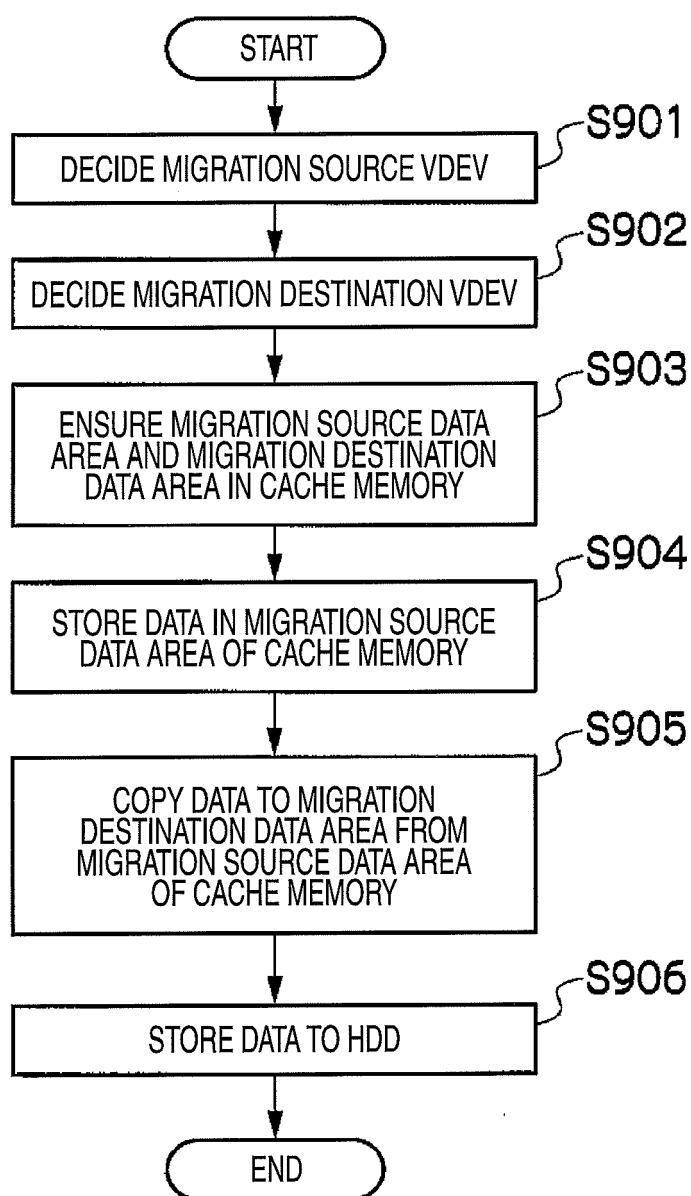 START
S901
DECIDE MIGRATION SOURCE VDEV
S902
DECIDE MIGRATION DESTINATION VDEV
S903
ENSURE MIGRATION SOURCE DATA
AREA AND MIGRATION DESTINATION
DATA AREA IN CACHE MEMORY
S904
STORE DATA IN MIGRATION SOURCE
DATA AREA OF CACHE MEMORY
S905
COPY DATA TO MIGRATION
DESTINATION DATA AREA FROM
MIGRATION SOURCE DATA AREA
OF CACHE MEMORY
S906
STORE DATA TO HDD
END